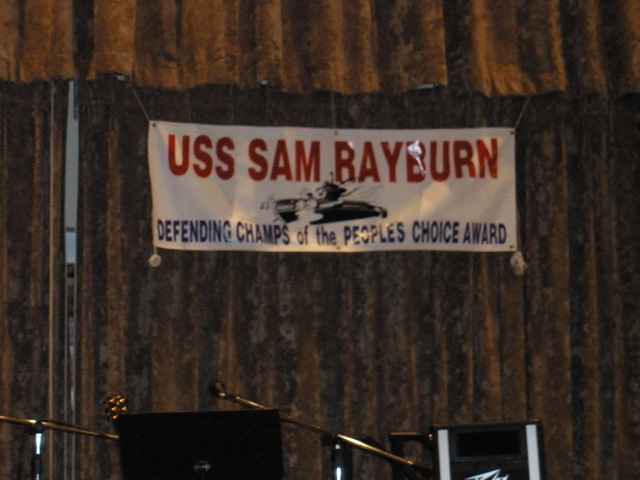 USS SAM RAYBURN
DEFENDING CHAMPS of the PEOPLES CHOICE AWARD